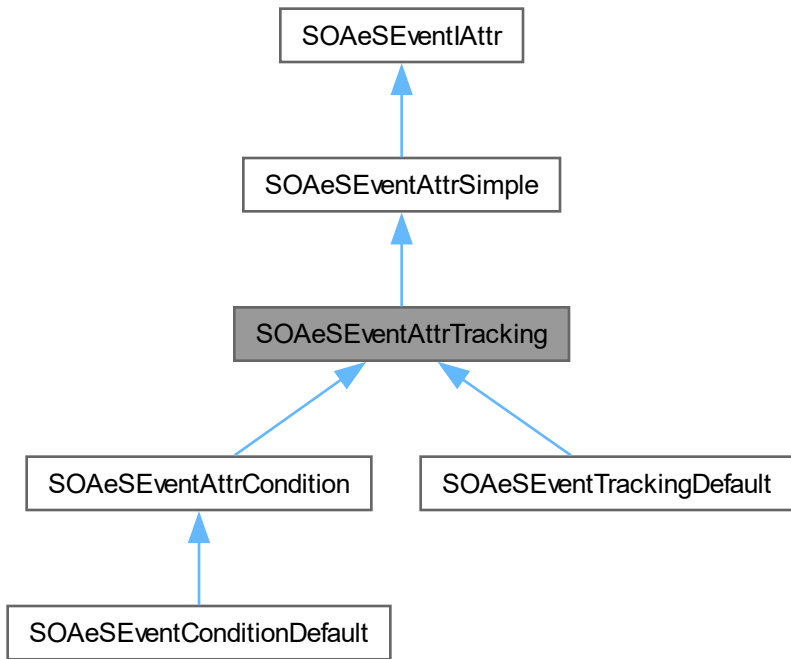 SOAeSEventIAttr
SOAeSEventAttrSimple
SOAeSEventAttrTracking
SOAeSEventAttrCondition
SOAeSEventTrackingDefault
SOAeSEventConditionDefault